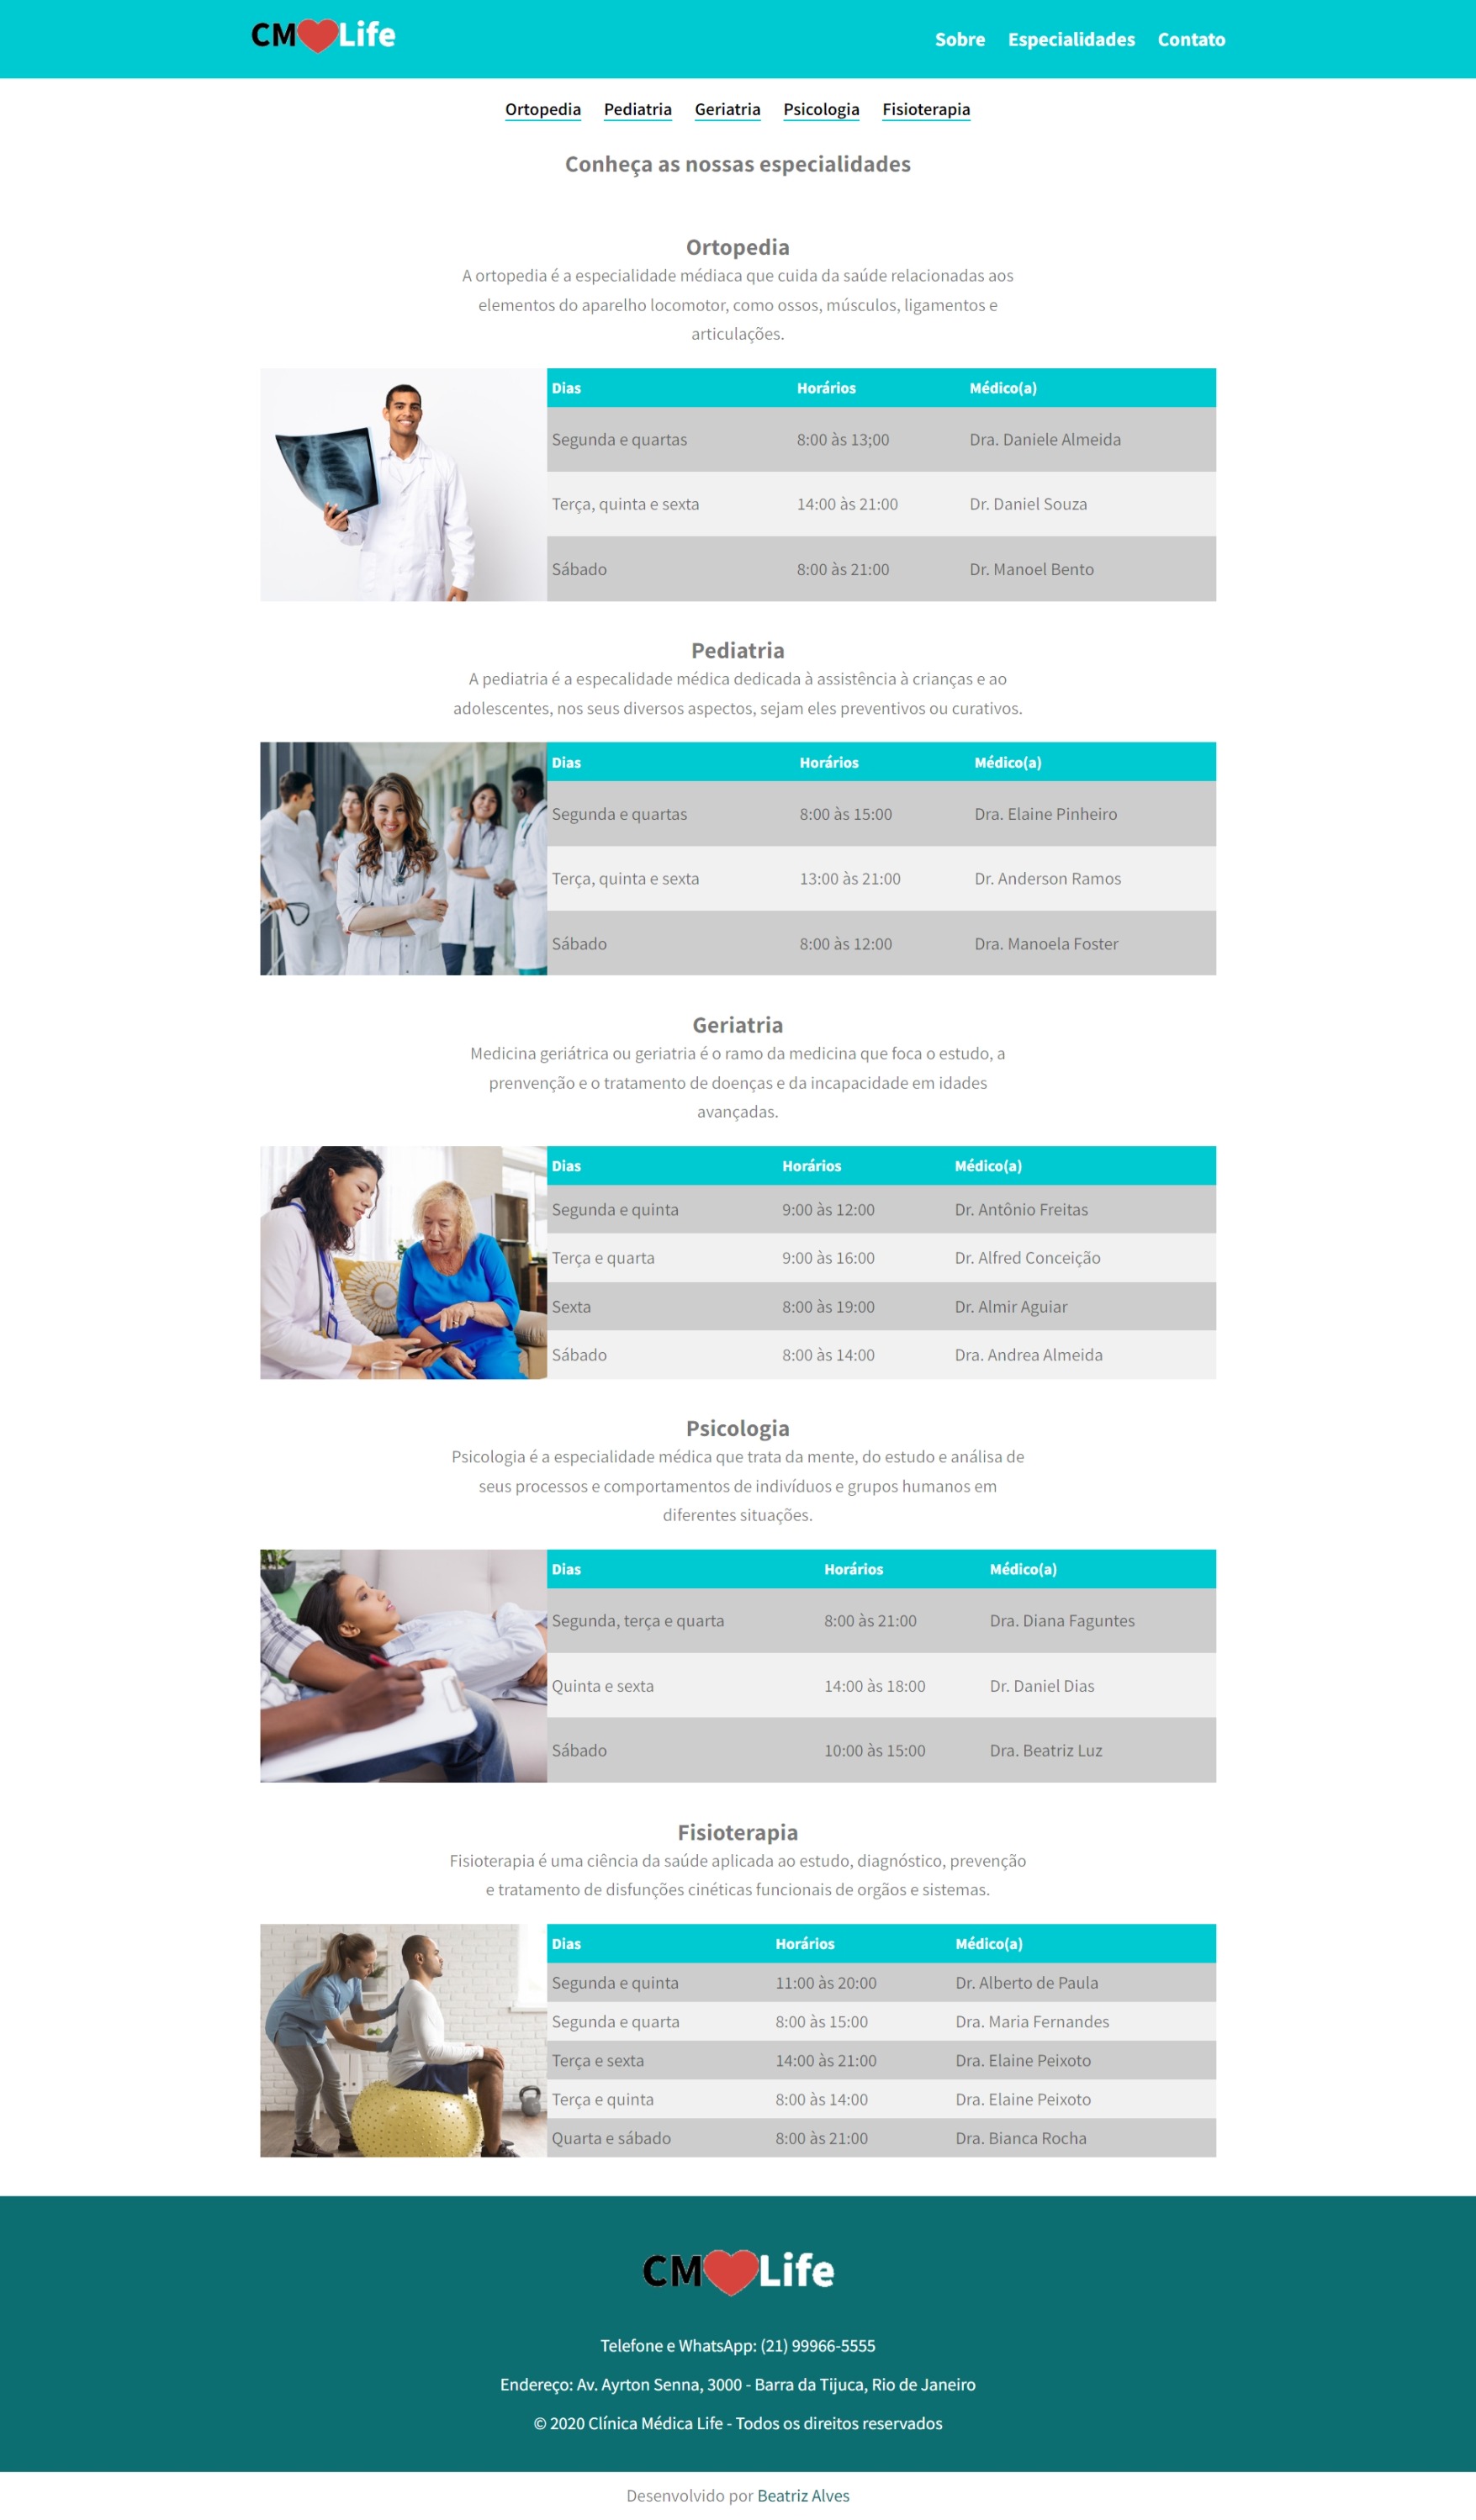 CM Life
Sobre Especialidades Contato
Ortopedia Pediatria Geriatria Psicologia Fisioterapia
Conheça as nossas especialidades
Ortopedia
A ortopedia é a especialidade médiaca que cuida da saúde relacionadas aos
elementos do aparelho locomotor, como ossos, músculos, ligamentos e
articulações.
Dias Horários Médico(a)
Segunda e quartas 8:00 às 13;00 Dra. Daniele Almeida
Terça, quinta e sexta 14:00 às 21:00 Dr. Daniel Souza
Sábado 8:00 às 21:00 Dr. Manoel Bento
Pediatria
A pediatria é a especalidade médica dedicada à assistência à crianças e ao
adolescentes, nos seus diversos aspectos, sejam eles preventivos ou curativos.
Dias Horários Médico(a)
Segunda e quartas 8:00 às 15:00 Dra. Elaine Pinheiro
Terça, quinta e sexta 13:00 às 21:00 Dr. Anderson Ramos
Sábado 8:00 às 12:00 Dra. Manoela Foster
Geriatria
Medicina geriátrica ou geriatria é o ramo da medicina que foca o estudo, a
prenvenção e o tratamento de doenças e da incapacidade em idades
avançadas.
Dias Horários Médico(a)
Segunda e quinta 9:00 às 12:00 Dr. Antônio Freitas
Terça e quarta 9:00 às 16:00 Dr. Alfred Conceição
Sexta 8:00 às 19:00 Dr. Almir Aguiar
Sábado 8:00 às 14:00 Dra. Andrea Almeida
Psicologia
Psicologia é a especialidade médica que trata da mente, do estudo e análisa de
seus processos e comportamentos de indivíduos e grupos humanos em
diferentes situações.
Dias Horários Médico(a)
Segunda, terça e quarta 8:00 às 21:00 Dra. Diana Faguntes
Quinta e sexta 14:00 às 18:00 Dr. Daniel Dias
Sábado 10:00 às 15:00 Dra. Beatriz Luz
Fisioterapia
Fisioterapia é uma ciência da saúde aplicada ao estudo, diagnóstico, prevenção
e tratamento de disfunções cinéticas funcionais de orgãos e sistemas.
Dias Horários Médico(a)
Segunda e quinta 11:00 às 20:00 Dr. Alberto de Paula
Segunda e quarta 8:00 às 15:00 Dra. Maria Fernandes
Terça e sexta 14:00 às 21:00 Dra. Elaine Peixoto
Terça e quinta 8:00 às 14:00 Dra. Elaine Peixoto
Quarta e sábado 8:00 às 21:00 Dra. Bianca Rocha
CM Life
Telefone e WhatsApp: (21) 99966-5555
Endereço: Av. Ayrton Senna, 3000 - Barra da Tijuca, Rio de Janeiro
© 2020 Clínica Médica Life - Todos os direitos reservados
Desenvolvido por Beatriz Alves